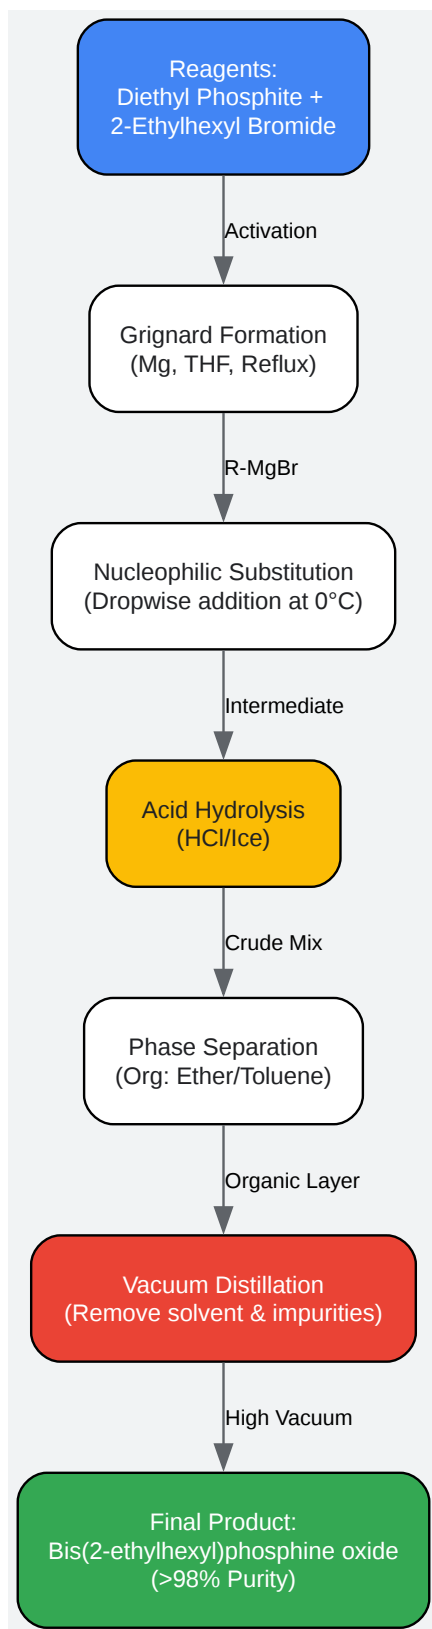 Reagents:
Diethyl Phosphite +
2-Ethylhexyl Bromide
Activation
Grignard Formation
(Mg, THF, Reflux)
R-MgBr
Nucleophilic Substitution
(Dropwise addition at 0°C)
Intermediate
Acid Hydrolysis
(HCl/Ice)
Crude Mix
Phase Separation
(Org: Ether/Toluene)
Organic Layer
Vacuum Distillation
(Remove solvent & impurities)
High Vacuum
Final Product:
Bis(2-ethylhexyl)phosphine oxide
(>98% Purity)